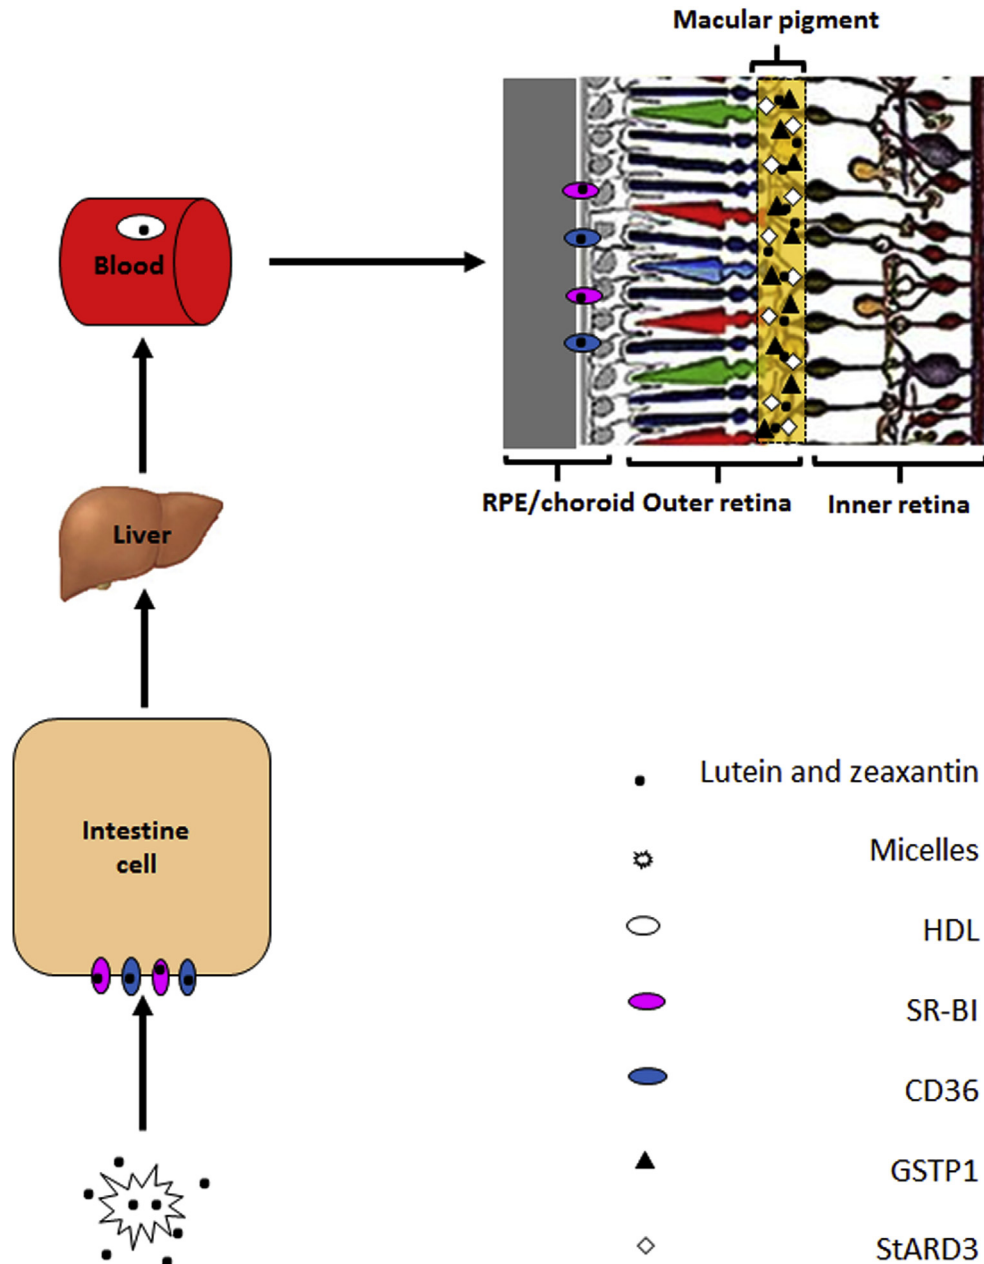 Macular pigment
Blood
RPE/choroid Outer retina Inner retina
Liver
Intestine
cell
Lutein and zeaxantin
Micelles
HDL
SR-BI
CD36
GSTP1
StARD3